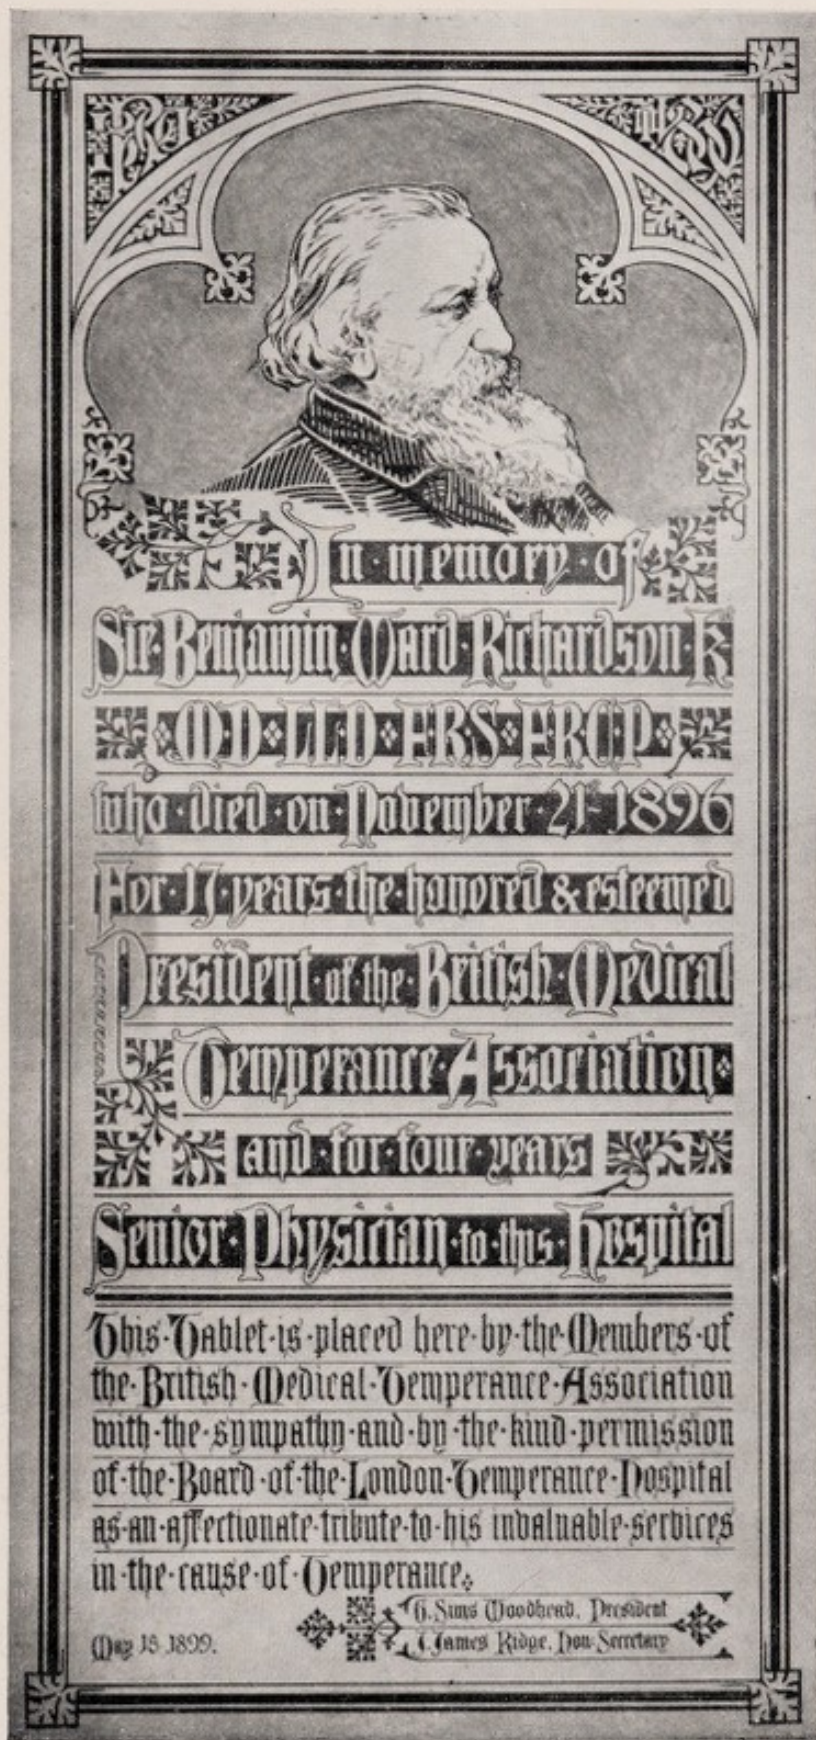 In · memory · of
Sir · Benjamin · Ward · Richardson · Kt
MD LLD FRS FRCP
who · died · on · November · 21st · 1896
For · 17 · years · the · honored & esteemed
President · of · the · British · Medical
Temperance · Association ·
and · for · four · years
Senior · Physician · to · this · Hospital
This · Tablet · is · placed here · by · the · Members · of
the · British · Medical · Temperance · Association
with · the · sympathy · and · by · the · kind · permission
of · the · Board · of · the · London · Temperance · Hospital
as · an · affectionate · tribute · to · his invaluable · services
in · the · cause · of · Temperance
G. Sims Woodhead, President
J. James Ridge, Hon. Secretary
May 15 1899.